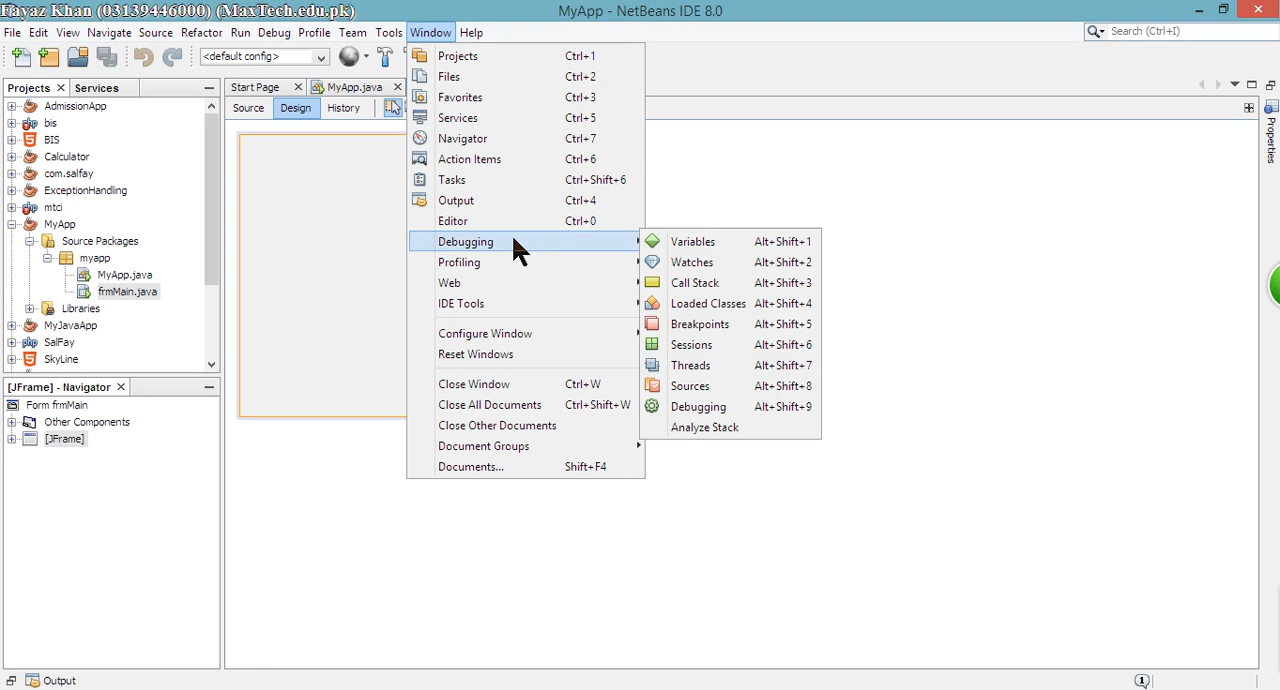 Fayaz Khan (03139446000) (MaxTech.edu.pk)
MyApp - NetBeans IDE 8.0
File Edit View Navigate Source Refactor Run Debug Profile Team Tools Window Help
Search (Ctrl+I)
<default config>
Projects
Services
Start Page
MyApp.java
Source Design History
AdmissionApp
bis
BIS
Calculator
com.salfay
ExceptionHandling
mtci
MyApp
Source Packages
myapp
MyApp.java
frmMain.java
Libraries
MyJavaApp
SalFay
SkyLine
[JFrame] - Navigator
Form frmMain
Other Components
[JFrame]
Projects Ctrl+1
Files Ctrl+2
Favorites Ctrl+3
Services Ctrl+5
Navigator Ctrl+7
Action Items Ctrl+6
Tasks Ctrl+Shift+6
Output Ctrl+4
Editor Ctrl+0
Debugging
Profiling
Web
IDE Tools
Configure Window
Reset Windows
Close Window Ctrl+W
Close All Documents Ctrl+Shift+W
Close Other Documents
Document Groups
Documents... Shift+F4
Variables Alt+Shift+1
Watches Alt+Shift+2
Call Stack Alt+Shift+3
Loaded Classes Alt+Shift+4
Breakpoints Alt+Shift+5
Sessions Alt+Shift+6
Threads Alt+Shift+7
Sources Alt+Shift+8
Debugging Alt+Shift+9
Analyze Stack
Properties
Output
1